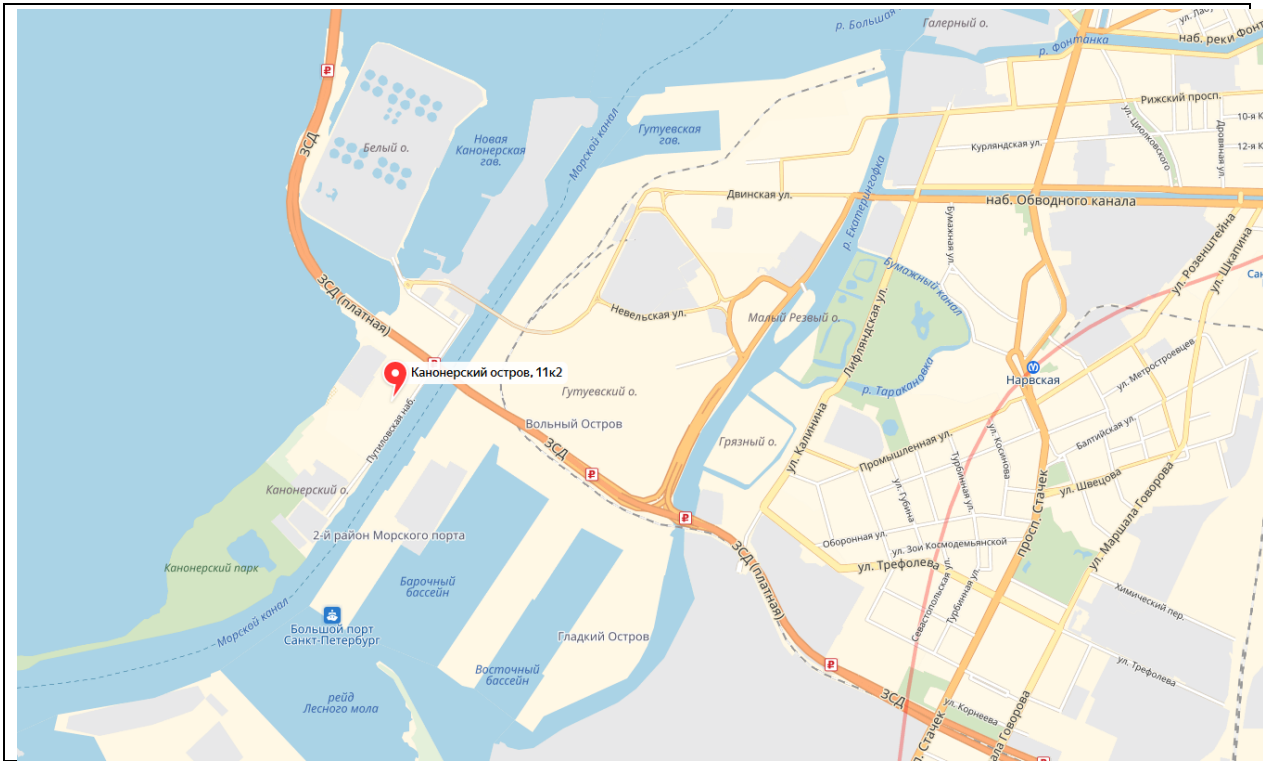 р. Большая
Галерный о.
ул. Лаб
наб. реки Фонт
р. Фонтанка
₽
Рижский просп.
ул. Циолковского
Дровяная ул.
10-я К
12-я К
Курляндская ул.
ЗСД
Белый о.
Новая
Канонерская
гав.
Морской канал
Гутуевская
гав.
Двинская ул.
р. Екатерингофка
наб. Обводного канала
Бумажная ул.
ул. Розенштейна
ул. Шкапина
Сан
Бумажный канал
ЗСД (платная)
Невельская ул.
Малый Резвый о.
Лифляндская ул.
₽
Канонерский остров, 11к2
р. Таракановка
Нарвская
ул. Метростроевцев
Гутуевский о.
Вольный Остров
Путиловская наб.
ЗСД
Грязный о.
ул. Калинина
Промышленная ул.
ул. Косинова
Балтийская ул.
₽
Турбинная ул.
ул. Губина
ул. Швецова
ул. Маршала Говорова
просп. Стачек
Канонерский о.
₽
2-й район Морского порта
Оборонная ул.
ул. Зои Космодемьянской
ул. Трефолева
ЗСД (платная)
Канонерский парк
Барочный
бассейн
Севастопольская ул.
Турбинная ул.
Химический пер.
Морской канал
Большой порт
Санкт-Петербург
Гладкий Остров
Восточный
бассейн
₽
ул. Трефолева
рейд
Лесного мола
ЗСД
ул. Корнеева
п. Стачек
ала Говорова
₽